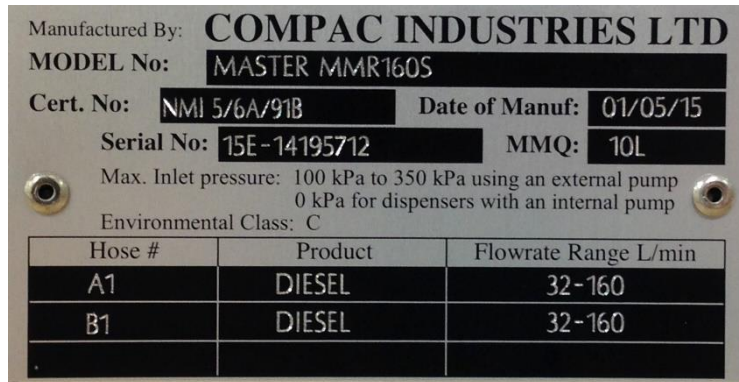 Manufactured By: COMPAC INDUSTRIES LTD
MODEL No: MASTER MMR160S
Cert. No: NMI 5/6A/91B Date of Manuf: 01/05/15
Serial No: 15E-14195712 MMQ: 10L
Max. Inlet pressure: 100 kPa to 350 kPa using an external pump
0 kPa for dispensers with an internal pump
Environmental Class: C
Hose # Product Flowrate Range L/min
A1 DIESEL 32-160
B1 DIESEL 32-160